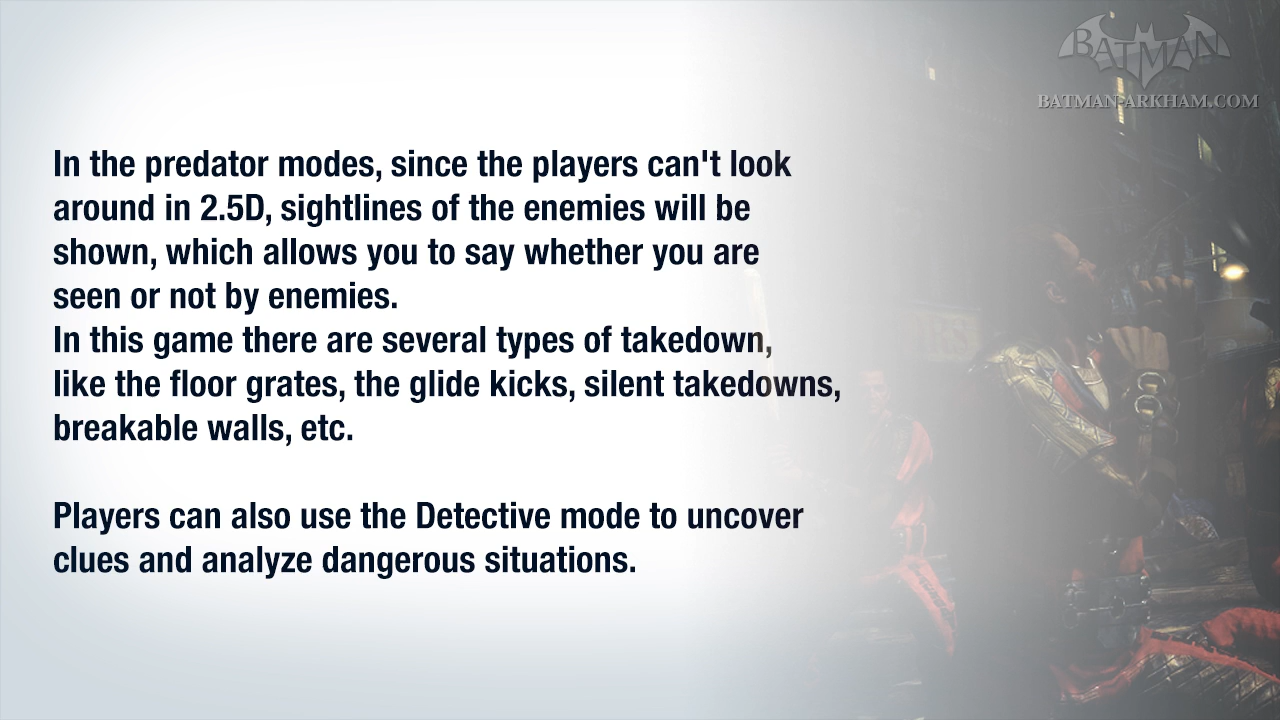 BATMAN
BATMAN-ARKHAM.COM
In the predator modes, since the players can't look
around in 2.5D, sightlines of the enemies will be
shown, which allows you to say whether you are
seen or not by enemies.
In this game there are several types of takedown,
like the floor grates, the glide kicks, silent takedowns,
breakable walls, etc.
Players can also use the Detective mode to uncover
clues and analyze dangerous situations.